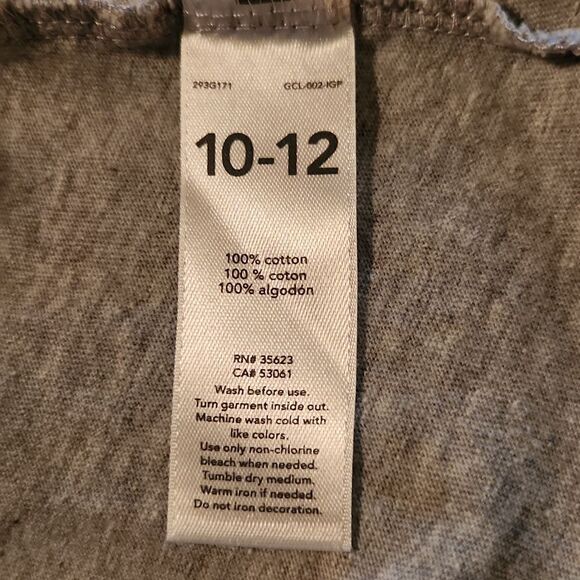 293G171 GCL-002-IGP
10-12
100% cotton
100 % coton
100% algodón
RN# 35623
CA# 53061
Wash before use.
Turn garment inside out.
Machine wash cold with
like colors.
Use only non-chlorine
bleach when needed.
Tumble dry medium.
Warm iron if needed.
Do not iron decoration.